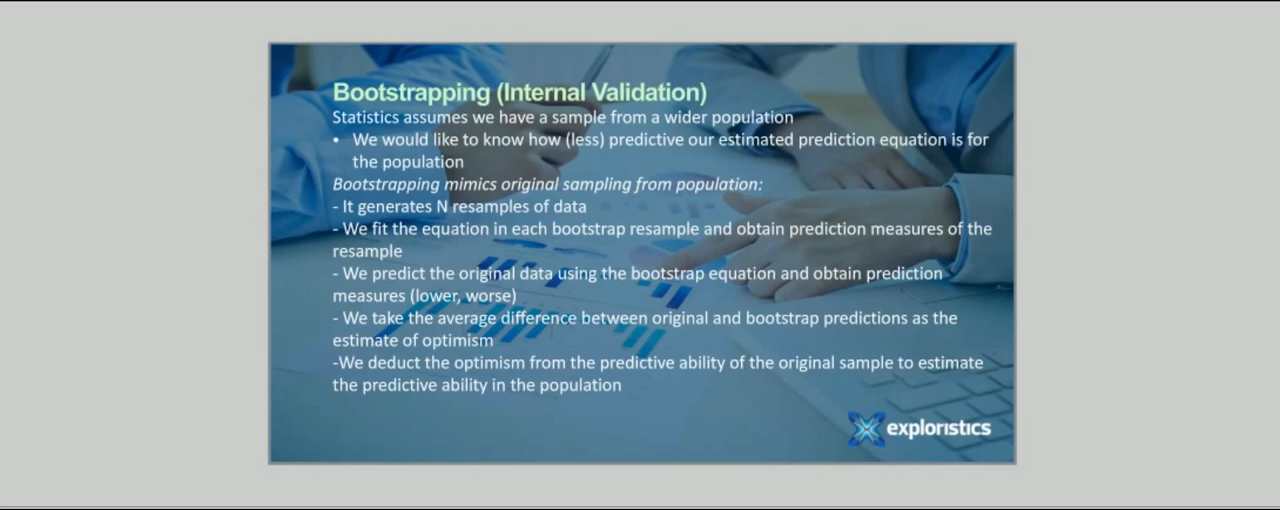 Bootstrapping (Internal Validation)
Statistics assumes we have a sample from a wider population
• We would like to know how (less) predictive our estimated prediction equation is for
the population
Bootstrapping mimics original sampling from population:
- It generates N resamples of data
- We fit the equation in each bootstrap resample and obtain prediction measures of the
resample
- We predict the original data using the bootstrap equation and obtain prediction
measures (lower, worse)
- We take the average difference between original and bootstrap predictions as the
estimate of optimism
-We deduct the optimism from the predictive ability of the original sample to estimate
the predictive ability in the population
exploristics